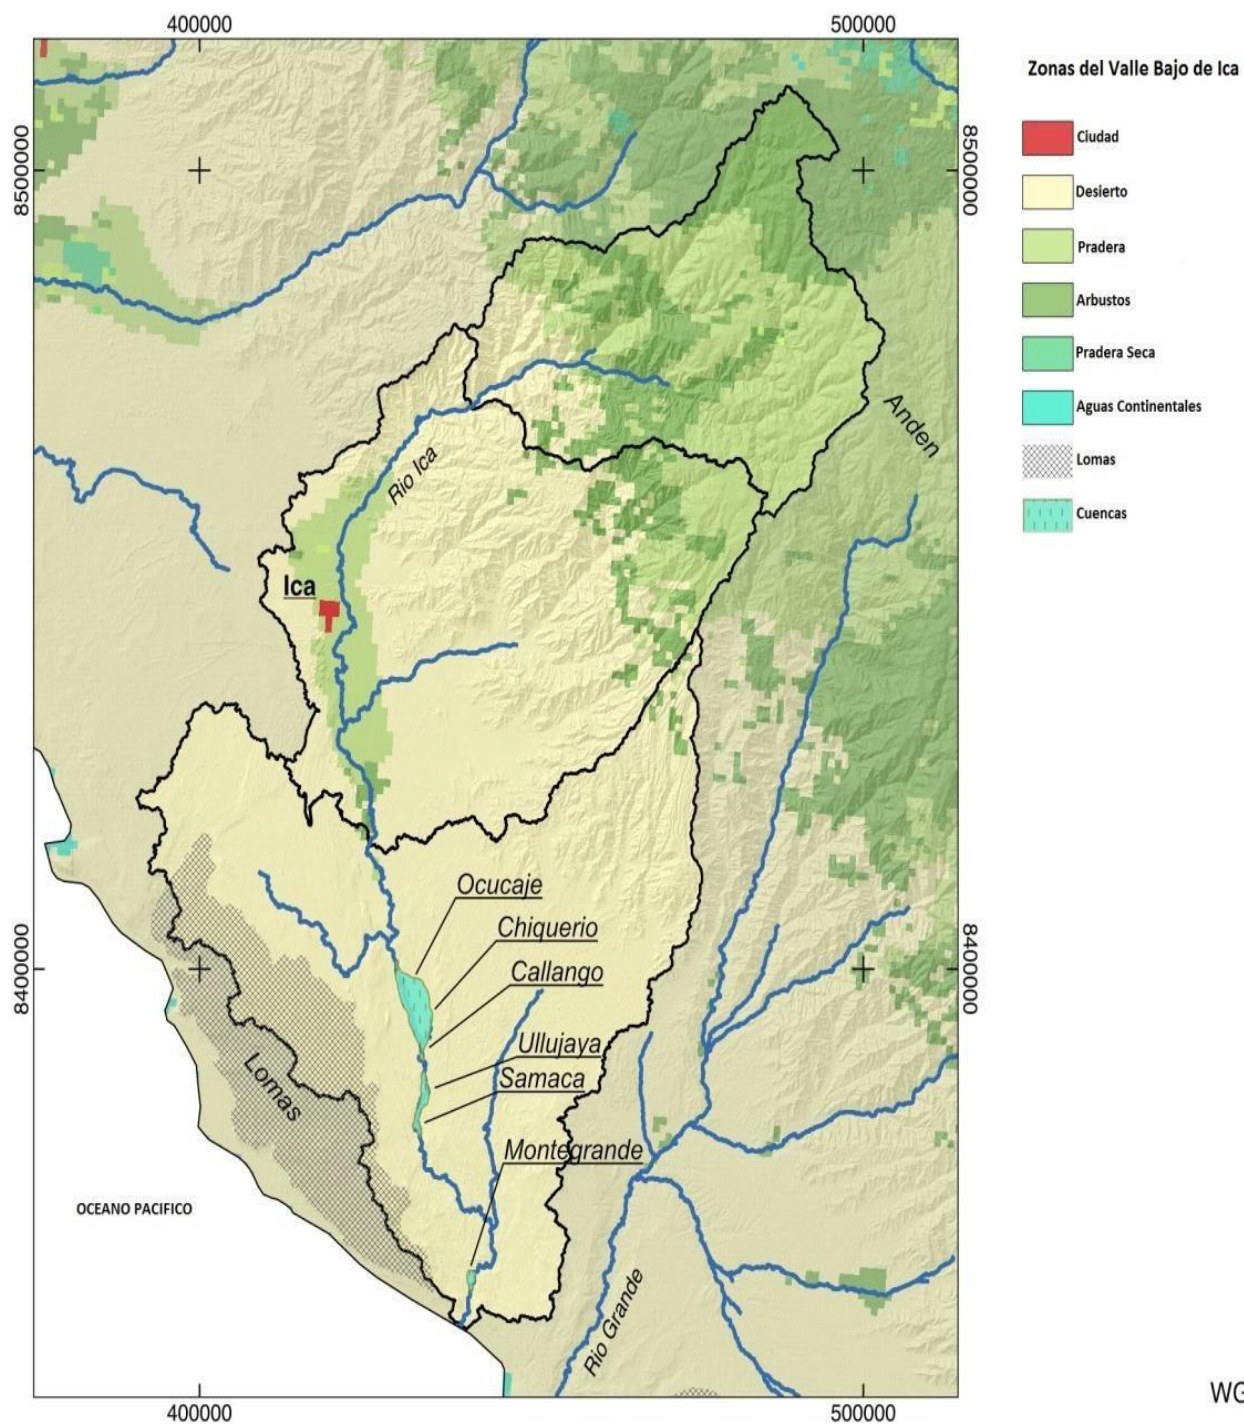 400000
500000
Zonas del Valle Bajo de Ica
Ciudad
Desierto
Pradera
Arbustos
Pradera Seca
Aguas Continentales
Lomas
Cuencas
8500000
8500000
Anden
Rio Ica
Ica
Ocucaje
Chiquerio
Callango
Ullujaya
Samaca
Montegrande
8400000
8400000
Lomas
OCEANO PACIFICO
Rio Grande
400000
500000
WG